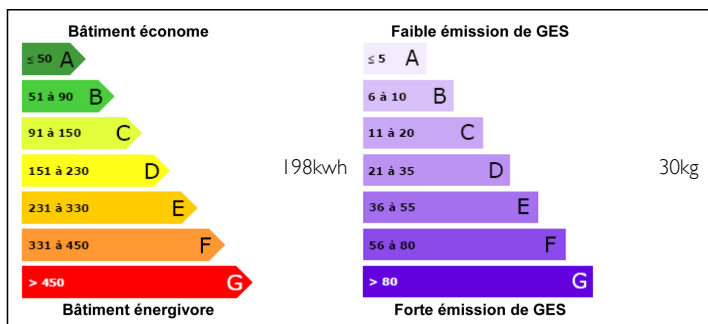 Bâtiment économe
≤ 50 A
51 à 90 B
91 à 150 C
151 à 230 D
231 à 330 E
331 à 450 F
> 450 G
Bâtiment énergivore
198kwh
Faible émission de GES
≤ 5 A
6 à 10 B
11 à 20 C
21 à 35 D
36 à 55 E
56 à 80 F
> 80 G
Forte émission de GES
30kg